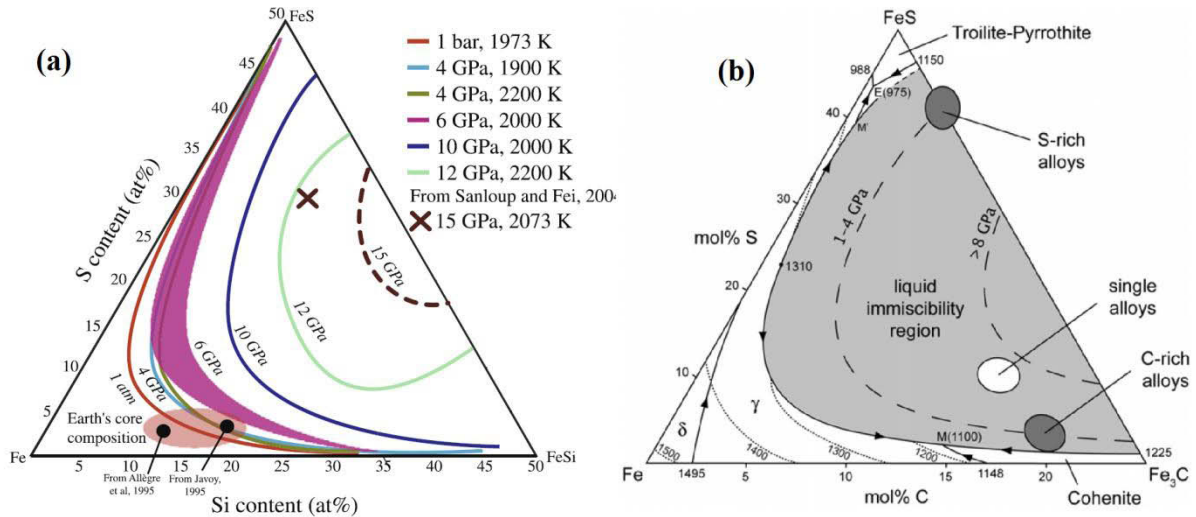 (a)
50 FeS
45
40
35
30
25
20
15
10
5
S content (at%)
1 bar, 1973 K
4 GPa, 1900 K
4 GPa, 2200 K
6 GPa, 2000 K
10 GPa, 2000 K
12 GPa, 2200 K
From Sanloup and Fei, 2004
15 GPa, 2073 K
15 GPa
12 GPa
10 GPa
6 GPa
4 GPa
1 atm
Earth's core
composition
Fe
5
10
15
20
25
30
35
40
45
50
FeSi
From Allègre
et al, 1995
From Javoy,
1995
Si content (at%)
(b)
FeS
Troilite-Pyrrothite
1150
988
E(975)
M'
40
S-rich
alloys
30
mol% S
1-4 GPa
>8 GPa
1310
20
liquid
immiscibility
region
single
alloys
10
C-rich
alloys
γ
δ
M(1100)
1500
1400
1300
1200
1225
Fe
1495
5
10
15
1148
20
Fe₃C
mol% C
Cohenite